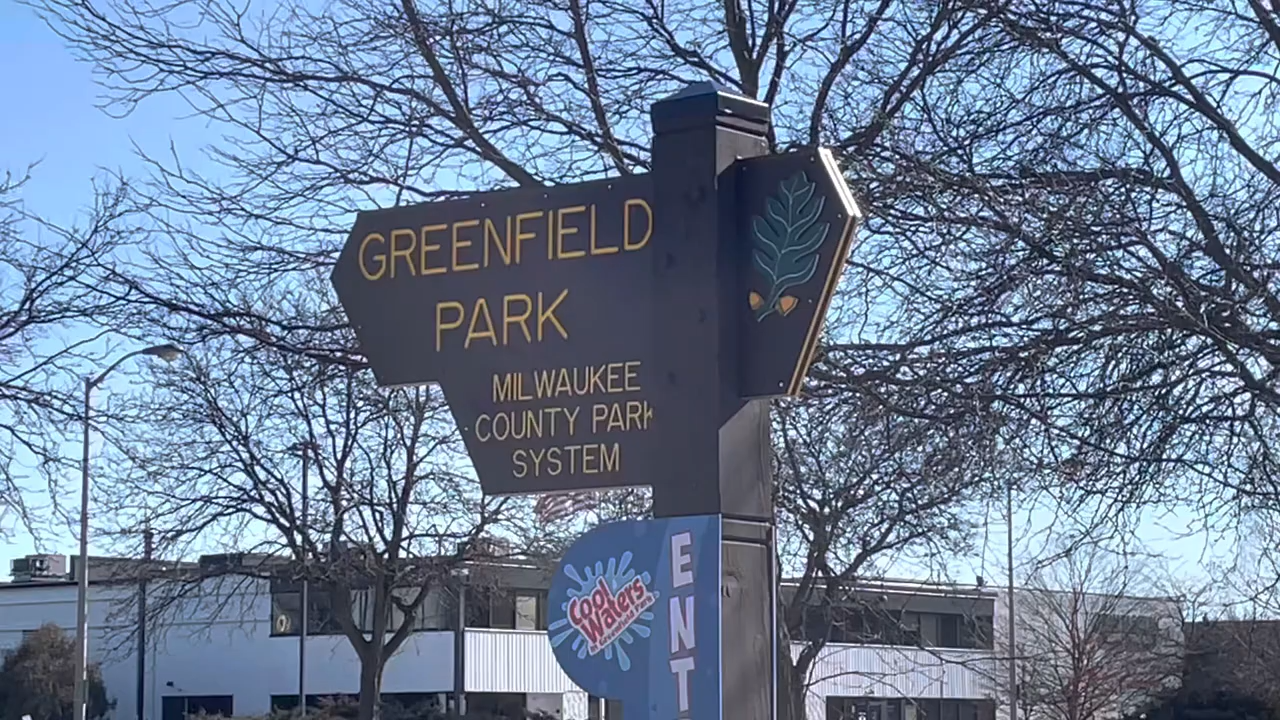 GREENFIELD
PARK
MILWAUKEE
COUNTY PARK
SYSTEM
Cool
Waters
ENT